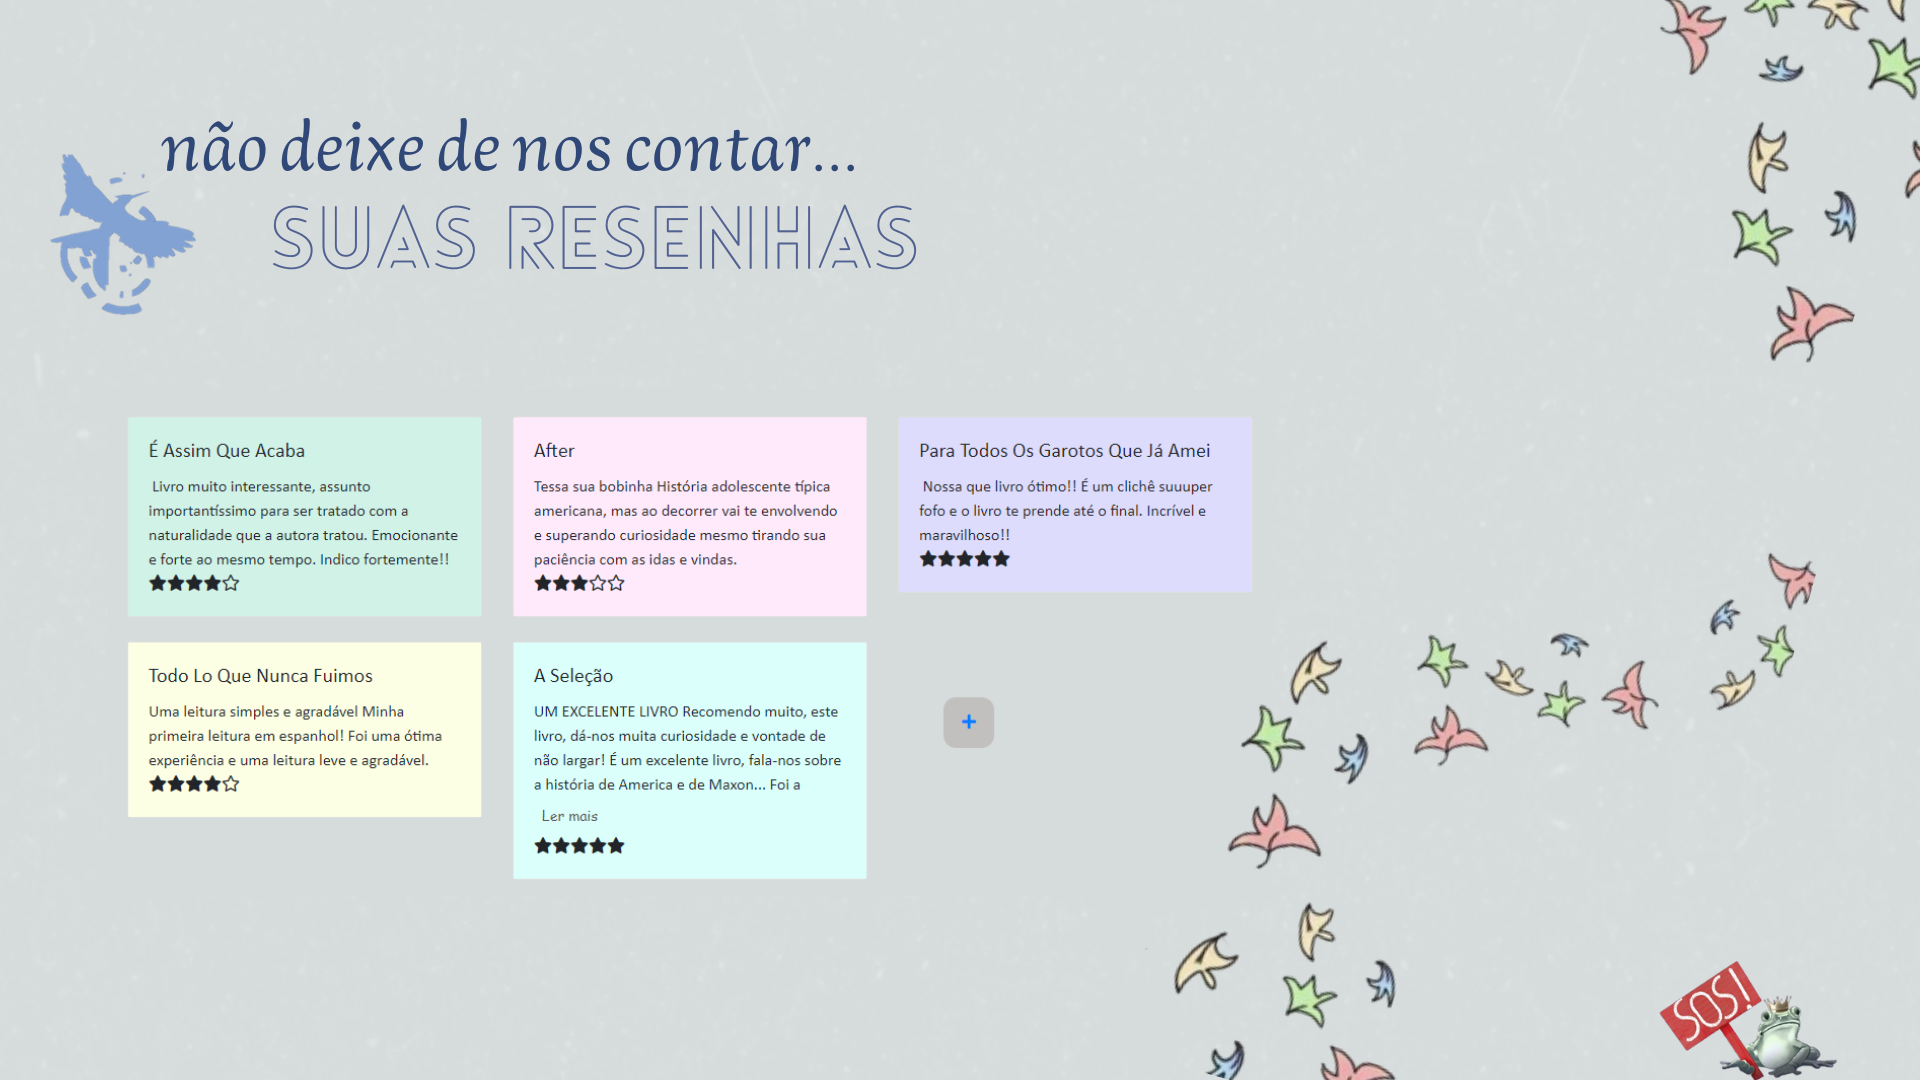 não deixe de nos contar...
SUAS RESENHAS
É Assim Que Acaba
Livro muito interessante, assunto
importantíssimo para ser tratado com a
naturalidade que a autora tratou. Emocionante
e forte ao mesmo tempo. Indico fortemente!!
After
Tessa sua bobinha História adolescente típica
americana, mas ao decorrer vai te envolvendo
e superando curiosidade mesmo tirando sua
paciência com as idas e vindas.
Para Todos Os Garotos Que Já Amei
Nossa que livro ótimo!! É um clichê suuuper
fofo e o livro te prende até o final. Incrível e
maravilhoso!!
Todo Lo Que Nunca Fuimos
Uma leitura simples e agradável Minha
primeira leitura em espanhol! Foi uma ótima
experiência e uma leitura leve e agradável.
A Seleção
UM EXCELENTE LIVRO Recomendo muito, este
livro, dá-nos muita curiosidade e vontade de
não largar! É um excelente livro, fala-nos sobre
a história de America e de Maxon... Foi a
Ler mais
+
SOS!